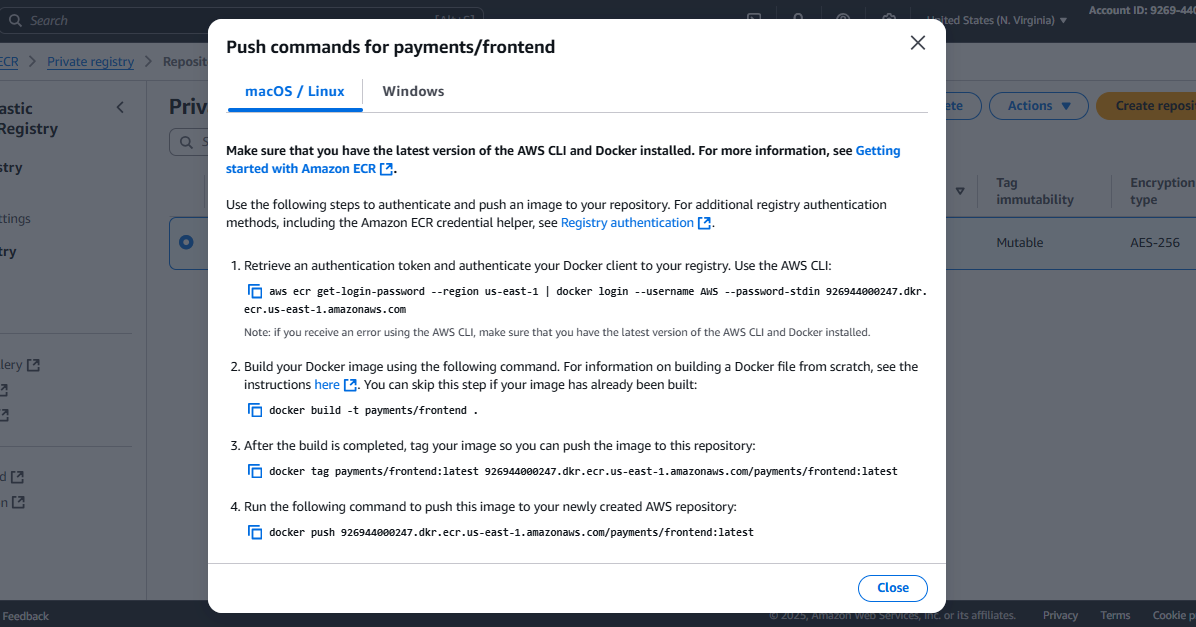 Search
[Alt+S]
United States (N. Virginia)
Account ID: 9269-440
ECR
Private registry
Reposit
Push commands for payments/frontend
macOS / Linux
Windows
astic
Registry
Priv
ete
Actions
Create reposi
S
Make sure that you have the latest version of the AWS CLI and Docker installed. For more information, see Getting
started with Amazon ECR.
Use the following steps to authenticate and push an image to your repository. For additional registry authentication
methods, including the Amazon ECR credential helper, see Registry authentication.
stry
ttings
try
Tag
immutability
Encryption
type
Mutable
AES-256
1. Retrieve an authentication token and authenticate your Docker client to your registry. Use the AWS CLI:
aws ecr get-login-password --region us-east-1 | docker login --username AWS --password-stdin 926944000247.dkr.
ecr.us-east-1.amazonaws.com
Note: if you receive an error using the AWS CLI, make sure that you have the latest version of the AWS CLI and Docker installed.
2. Build your Docker image using the following command. For information on building a Docker file from scratch, see the
instructions here. You can skip this step if your image has already been built:
docker build -t payments/frontend .
llery
3. After the build is completed, tag your image so you can push the image to this repository:
docker tag payments/frontend:latest 926944000247.dkr.ecr.us-east-1.amazonaws.com/payments/frontend:latest
d
n
4. Run the following command to push this image to your newly created AWS repository:
docker push 926944000247.dkr.ecr.us-east-1.amazonaws.com/payments/frontend:latest
Close
Feedback
© 2025, Amazon Web Services, Inc. or its affiliates.
Privacy
Terms
Cookie p